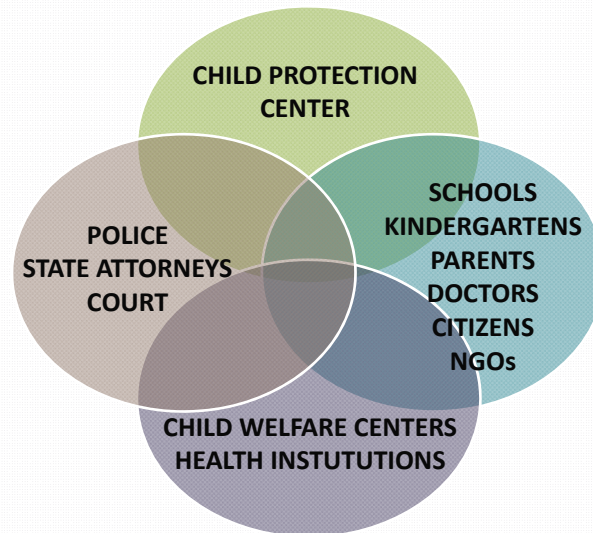 CHILD PROTECTION
CENTER
POLICE
STATE ATTORNEYS
COURT
SCHOOLS
KINDERGARTENS
PARENTS
DOCTORS
CITIZENS
NGOs
CHILD WELFARE CENTERS
HEALTH INSTUTUTIONS